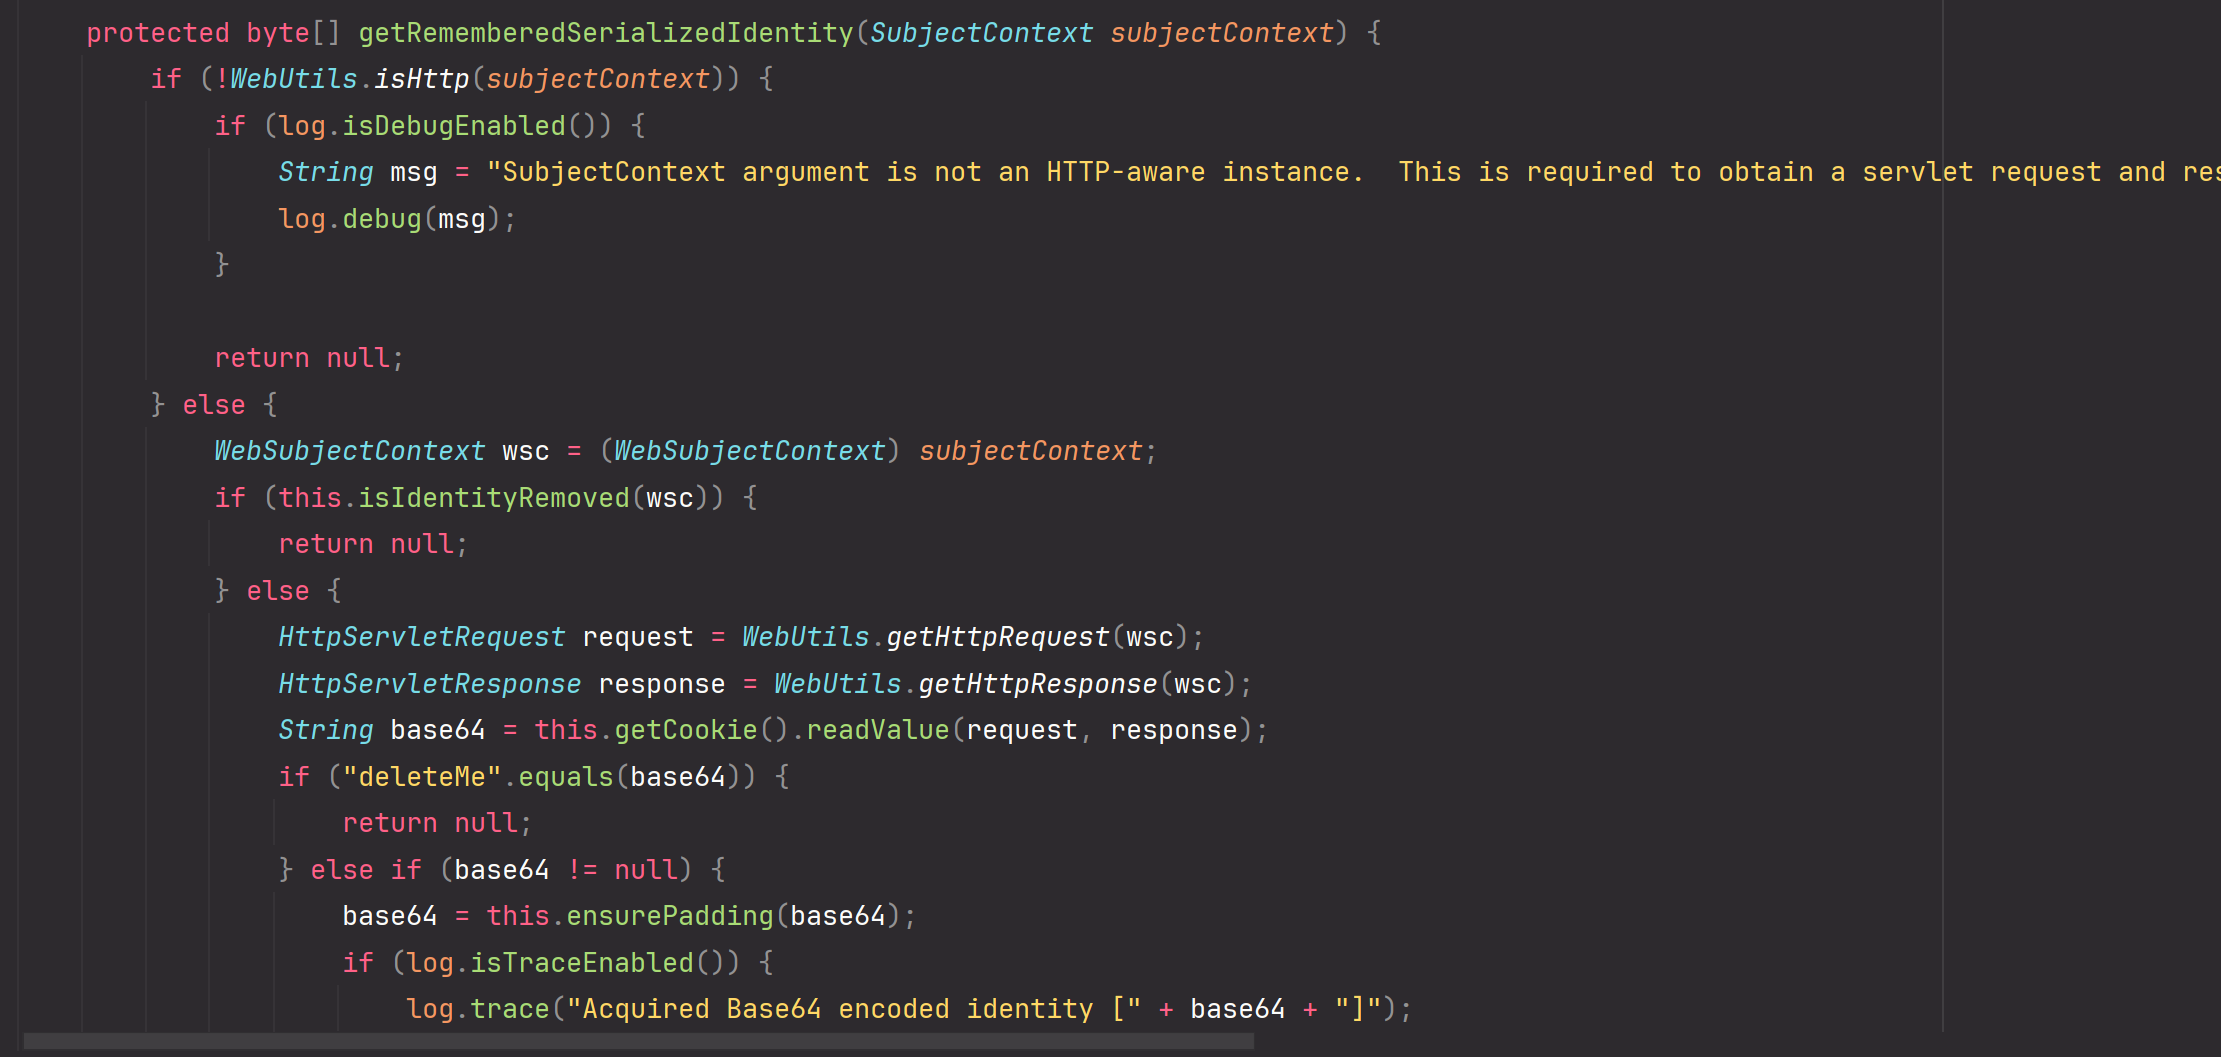 protected byte[] getRememberedSerializedIdentity(SubjectContext subjectContext) {
if (!WebUtils.isHttp(subjectContext)) {
if (log.isDebugEnabled()) {
String msg = "SubjectContext argument is not an HTTP-aware instance.  This is required to obtain a servlet request and res
log.debug(msg);
}
return null;
} else {
WebSubjectContext wsc = (WebSubjectContext) subjectContext;
if (this.isIdentityRemoved(wsc)) {
return null;
} else {
HttpServletRequest request = WebUtils.getHttpRequest(wsc);
HttpServletResponse response = WebUtils.getHttpResponse(wsc);
String base64 = this.getCookie().readValue(request, response);
if ("deleteMe".equals(base64)) {
return null;
} else if (base64 != null) {
base64 = this.ensurePadding(base64);
if (log.isTraceEnabled()) {
log.trace("Acquired Base64 encoded identity [" + base64 + "]");